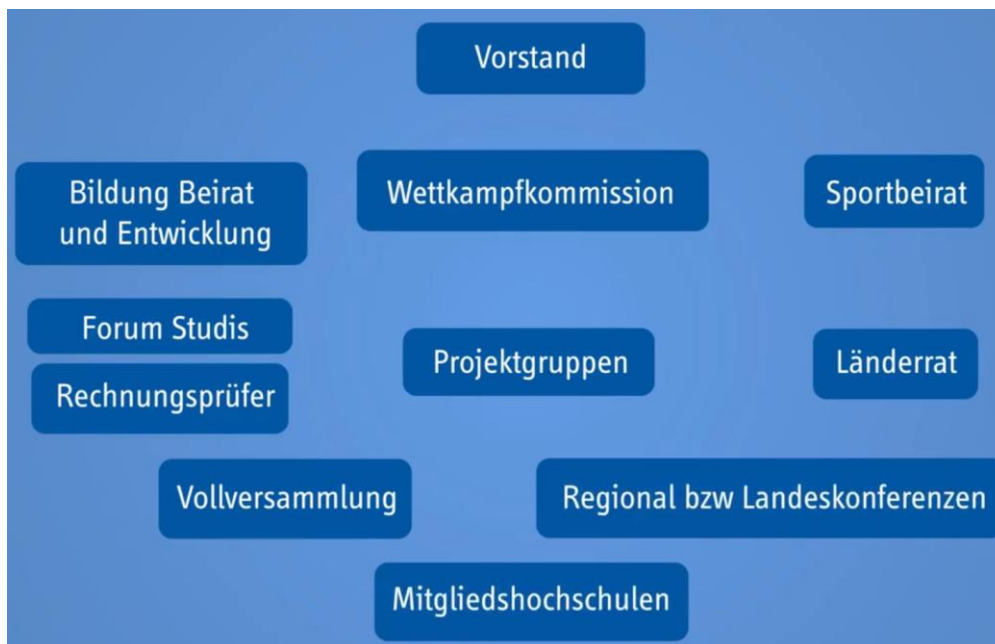 Vorstand
Bildung Beirat
und Entwicklung
Wettkampfkommission
Sportbeirat
Forum Studis
Rechnungsprüfer
Projektgruppen
Länderrat
Vollversammlung
Regional bzw Landeskonferenzen
Mitgliedshochschulen